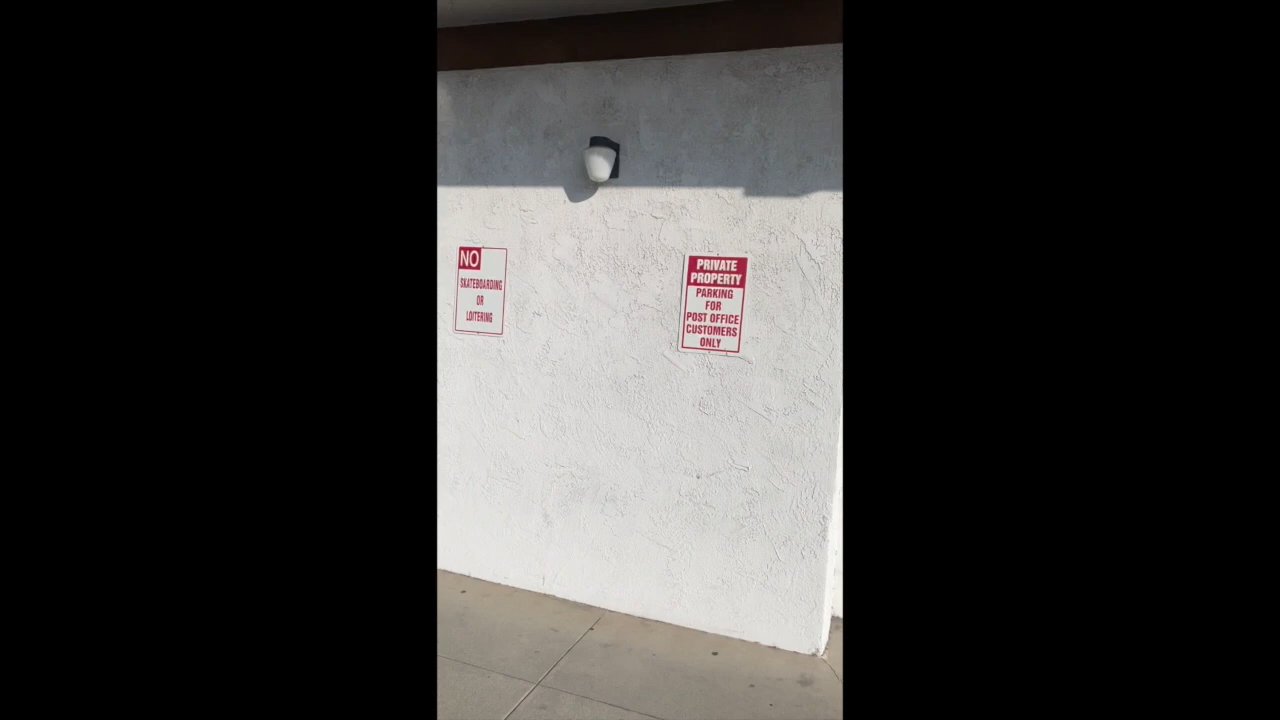 NO
SKATEBOARDING
OR
LOITERING
PRIVATE
PROPERTY
PARKING
FOR
POST OFFICE
CUSTOMERS
ONLY